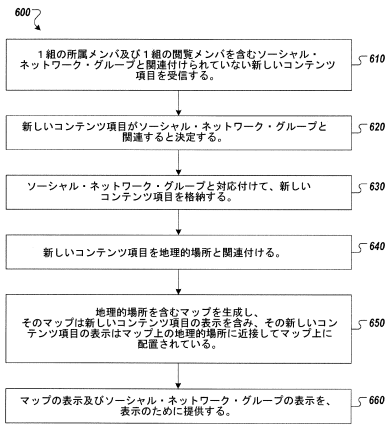 600
1組の所属メンバ及び1組の閲覧メンバを含むソーシャル・
ネットワーク・グループと関連付けられていない新しいコンテンツ
項目を受信する。
610
新しいコンテンツ項目がソーシャル・ネットワーク・グループと
関連すると決定する。
620
ソーシャル・ネットワーク・グループと対応付けて、新しい
コンテンツ項目を格納する。
630
新しいコンテンツ項目を地理的場所と関連付ける。
640
地理的場所を含むマップを生成し、
そのマップは新しいコンテンツ項目の表示を含み、その新しいコン
テンツ項目の表示はマップ上の地理的場所に近接してマップ上に
配置されている。
650
マップの表示及びソーシャル・ネットワーク・グループの表示を、
表示のために提供する。
660